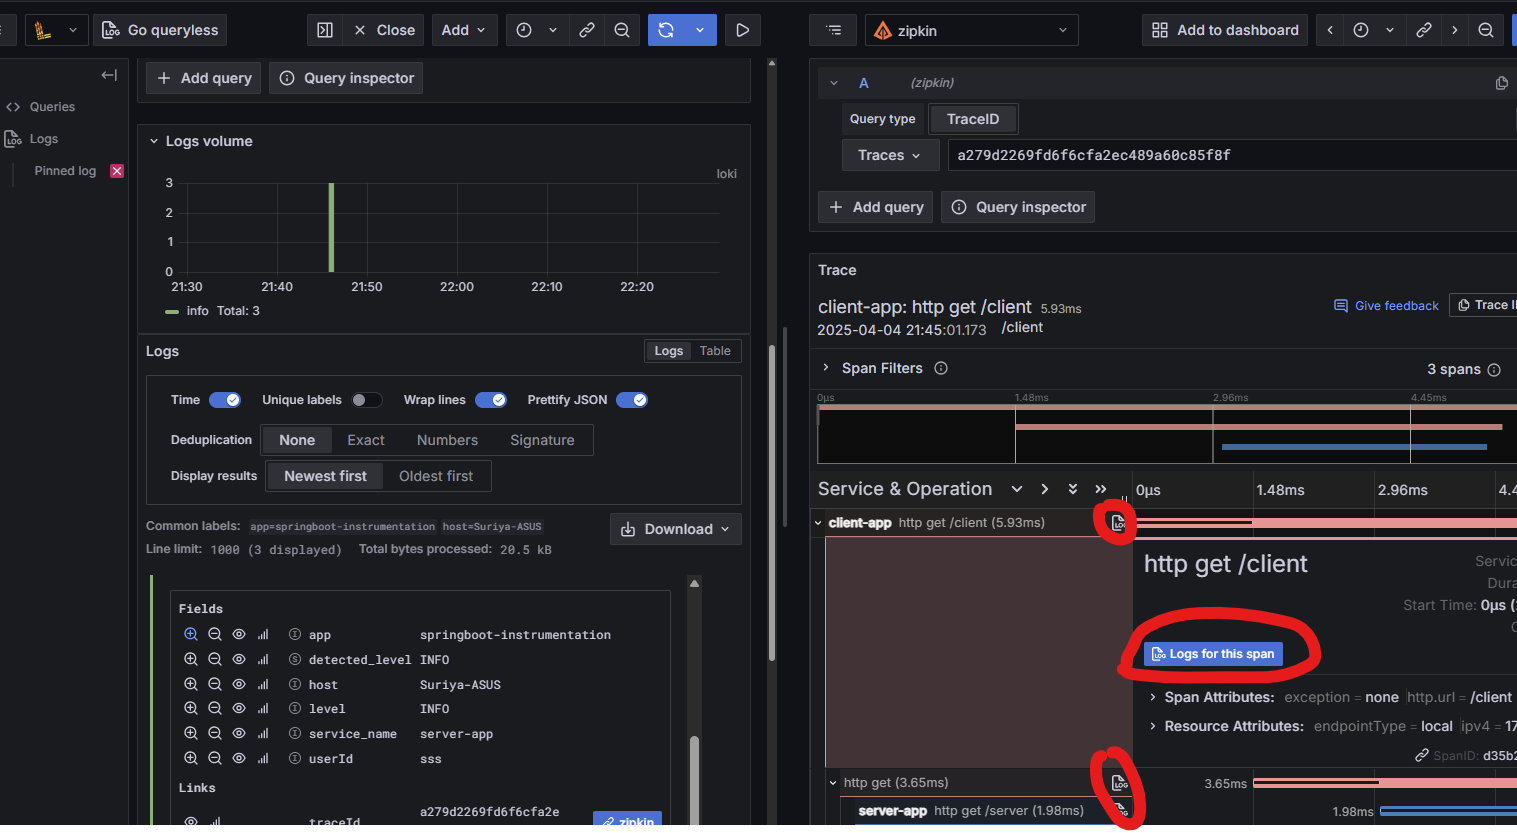 Go queryless
Close
Add
zipkin
Add to dashboard
Add query
Query inspector
Queries
Logs
Pinned log
Logs volume
loki
3
2
1
0
21:30
21:40
21:50
22:00
22:10
22:20
info Total: 3
Logs
Logs
Table
Time
Unique labels
Wrap lines
Prettify JSON
Deduplication
None
Exact
Numbers
Signature
Display results
Newest first
Oldest first
Common labels: app=springboot-instrumentation host=Suriya-ASUS
Line limit: 1000 (3 displayed) Total bytes processed: 20.5 kB
Download
Fields
app springboot-instrumentation
detected_level INFO
host Suriya-ASUS
level INFO
service_name server-app
userId sss
Links
a279d2269fd6f6cfa2e
traceId
zipkin
A (zipkin)
Query type
TraceID
Traces
a279d2269fd6f6cfa2ec489a60c85f8f
Add query
Query inspector
Trace
client-app: http get /client 5.93ms
2025-04-04 21:45:01.173 /client
Give feedback
Trace I
Span Filters
3 spans
0µs
1.48ms
2.96ms
4.45ms
Service & Operation
0µs
1.48ms
2.96ms
4.4
client-app http get /client (5.93ms)
http get /client
Servic
Dura
Start Time: 0µs (
Logs for this span
Span Attributes: exception = none http.url = /client
Resource Attributes: endpointType = local ipv4 = 17
SpanID: d35b2
http get (3.65ms)
3.65ms
server-app http get /server (1.98ms)
1.98ms